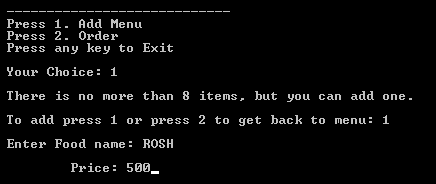 ----------------------------
Press 1. Add Menu
Press 2. Order
Press any key to Exit
Your Choice: 1
There is no more than 8 items, but you can add one.
To add press 1 or press 2 to get back to menu: 1
Enter Food name: ROSH
Price: 500